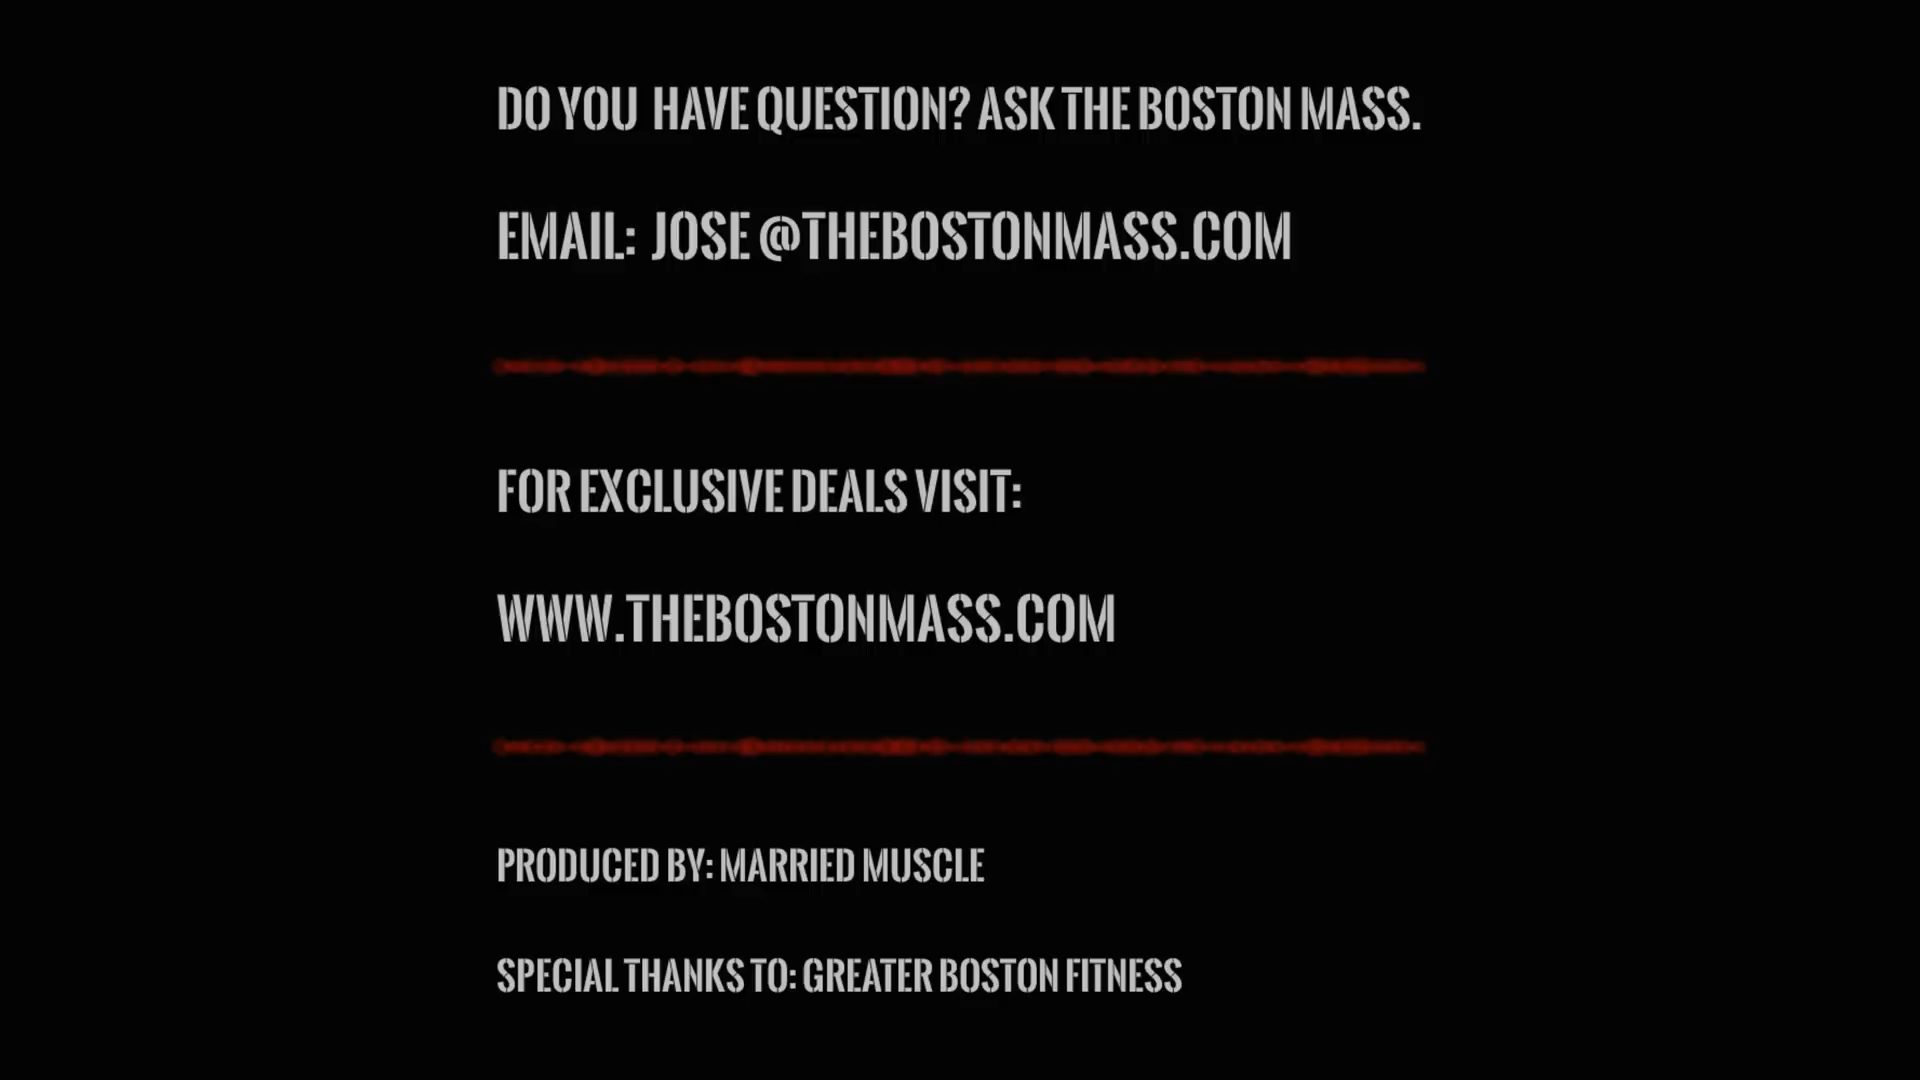 DO YOU HAVE QUESTION? ASK THE BOSTON MASS.
EMAIL: JOSE @THEBOSTONMASS.COM
FOR EXCLUSIVE DEALS VISIT:
WWW.THEBOSTONMASS.COM
PRODUCED BY: MARRIED MUSCLE
SPECIAL THANKS TO: GREATER BOSTON FITNESS